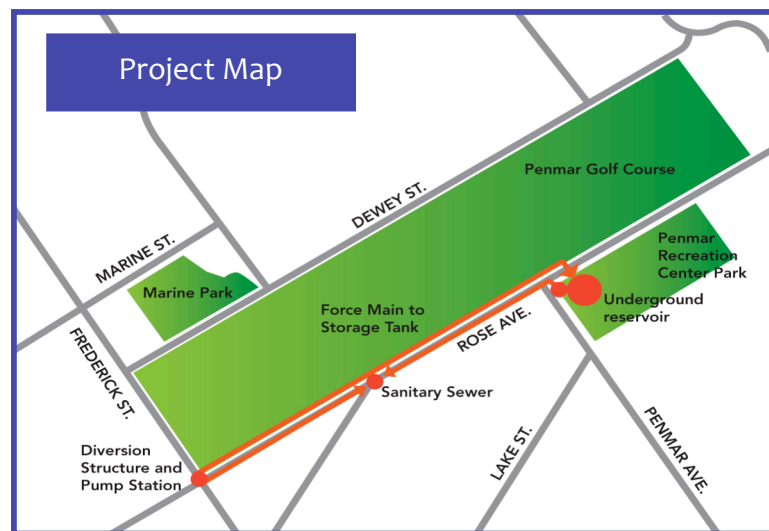 Project Map
Penmar Golf Course
DEWEY ST.
MARINE ST.
Marine Park
Penmar
Recreation
Center Park
Force Main to
Storage Tank
Underground
reservoir
ROSE AVE.
FREDERICK ST.
Sanitary Sewer
Diversion
Structure and
Pump Station
LAKE ST.
PENMAR AVE.